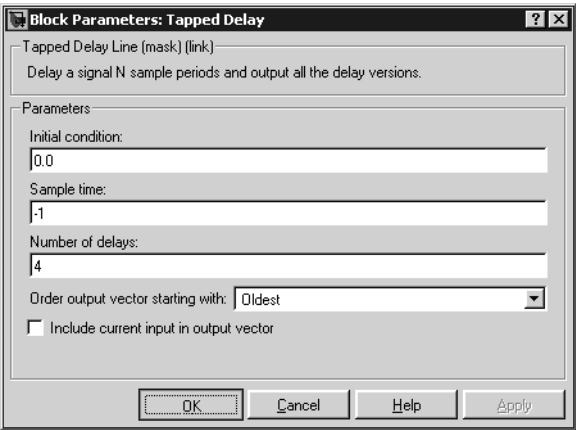 Block Parameters: Tapped Delay
Tapped Delay Line (mask) (link)
Delay a signal N sample periods and output all the delay versions.
Parameters
Initial condition:
0.0
Sample time:
-1
Number of delays:
4
Order output vector starting with: Oldest
Include current input in output vector
OK Cancel Help Apply